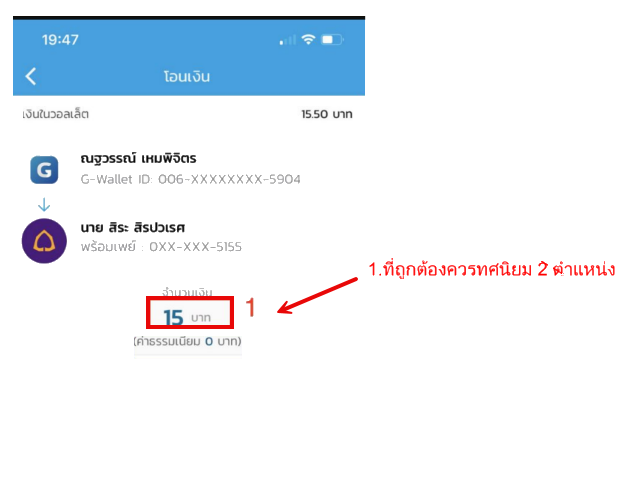 19:47
โอนเงิน
เงินในวอลเล็ต 15.50 บาท
G
ณฐวรรณ์ เหมพิจิตร
G-Wallet ID: 006-XXXXXXXX-5904
นาย สิระ สิรปวเรศ
พร้อมเพย์ : 0XX-XXX-5155
จำนวนเงิน
15 บาท
1
(ค่าธรรมเนียม 0 บาท)
1.ที่ถูกต้องควรทศนิยม 2 ตำแหน่ง